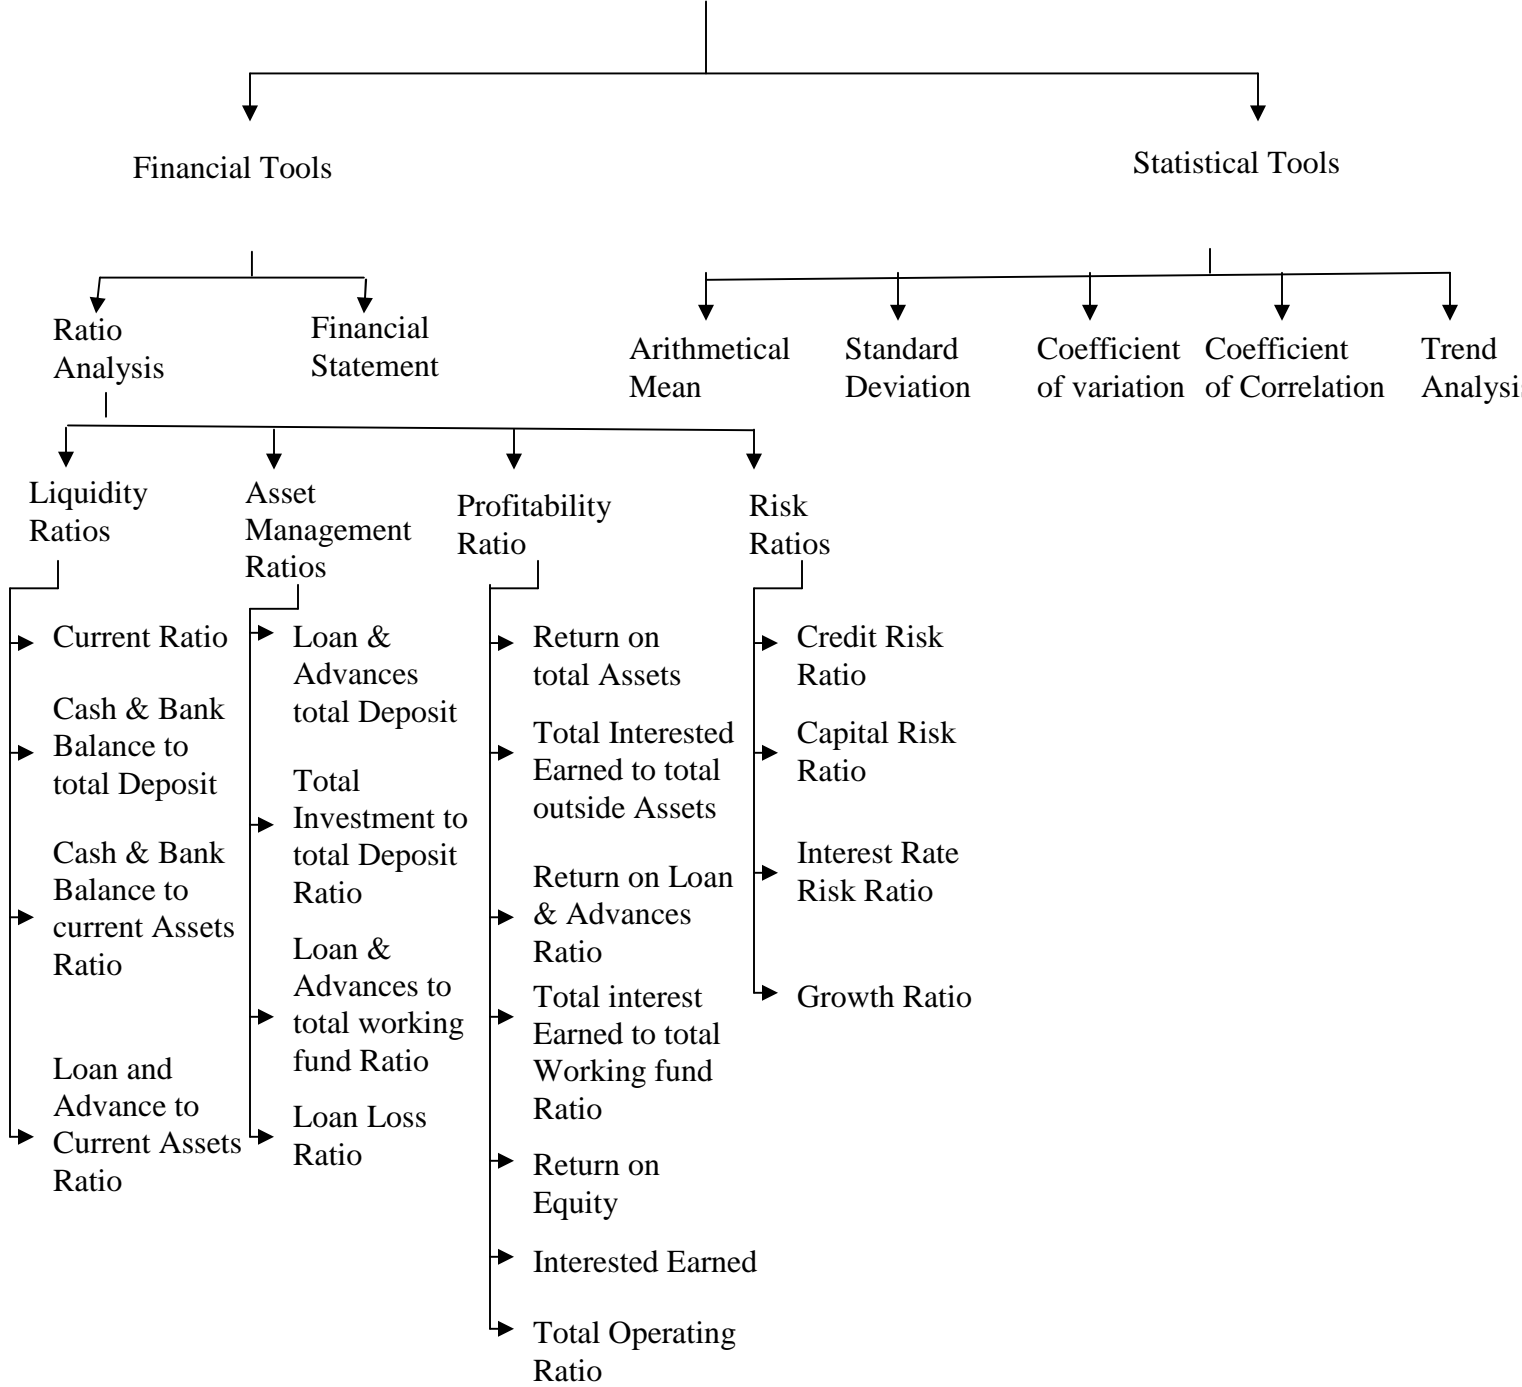 Financial Tools
Statistical Tools
Ratio
Analysis
Financial
Statement
Arithmetical
Mean
Standard
Deviation
Coefficient
of variation
Coefficient
of Correlation
Trend
Analysis
Liquidity
Ratios
Asset
Management
Ratios
Profitability
Ratio
Risk
Ratios
Current Ratio
Cash & Bank
Balance to
total Deposit
Cash & Bank
Balance to
current Assets
Ratio
Loan and
Advance to
Current Assets
Ratio
Loan &
Advances
total Deposit
Total
Investment to
total Deposit
Ratio
Loan &
Advances to
total working
fund Ratio
Loan Loss
Ratio
Return on
total Assets
Total Interested
Earned to total
outside Assets
Return on Loan
& Advances
Ratio
Total interest
Earned to total
Working fund
Ratio
Return on
Equity
Interested Earned
Total Operating
Ratio
Credit Risk
Ratio
Capital Risk
Ratio
Interest Rate
Risk Ratio
Growth Ratio